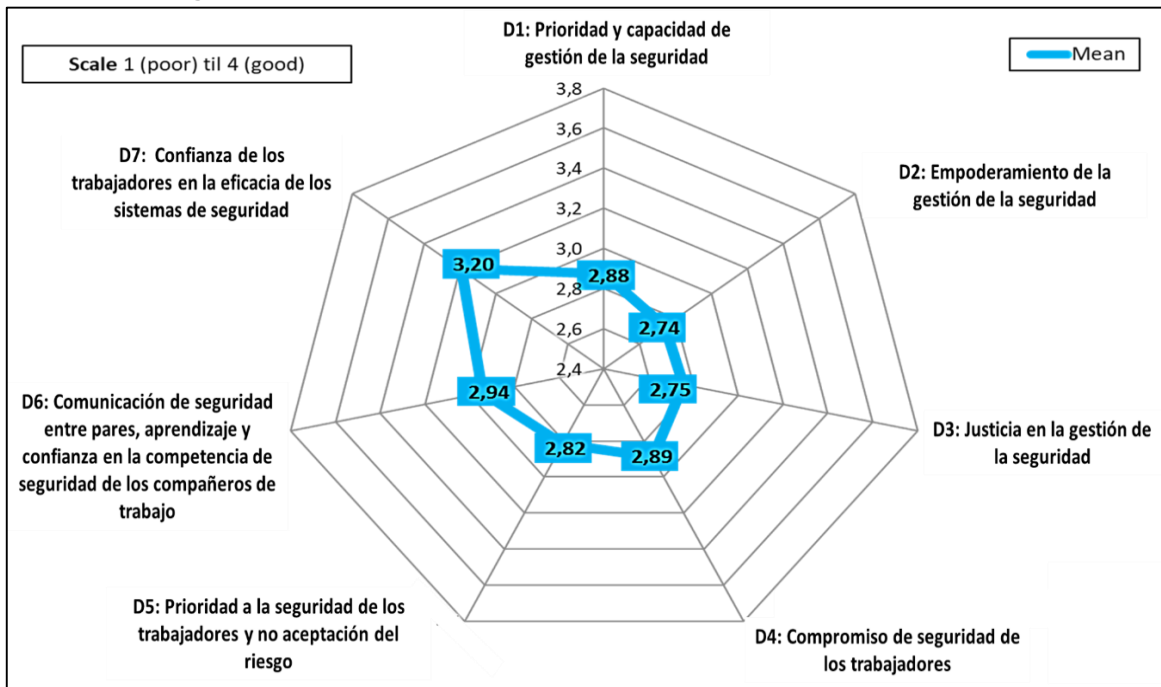 D1: Prioridad y capacidad de
gestión de la seguridad
Scale 1 (poor) til 4 (good)
Mean
3,8
3,6
3,4
3,2
3,0
2,8
2,6
2,4
D7: Confianza de los
trabajadores en la eficacia de los
sistemas de seguridad
D2: Empoderamiento de la
gestión de la seguridad
3,20
2,88
2,74
2,75
2,89
2,82
2,94
D6: Comunicación de seguridad
entre pares, aprendizaje y
confianza en la competencia de
seguridad de los compañeros de
trabajo
D3: Justicia en la gestión de
la seguridad
D5: Prioridad a la seguridad de los
trabajadores y no aceptación del
riesgo
D4: Compromiso de seguridad de
los trabajadores